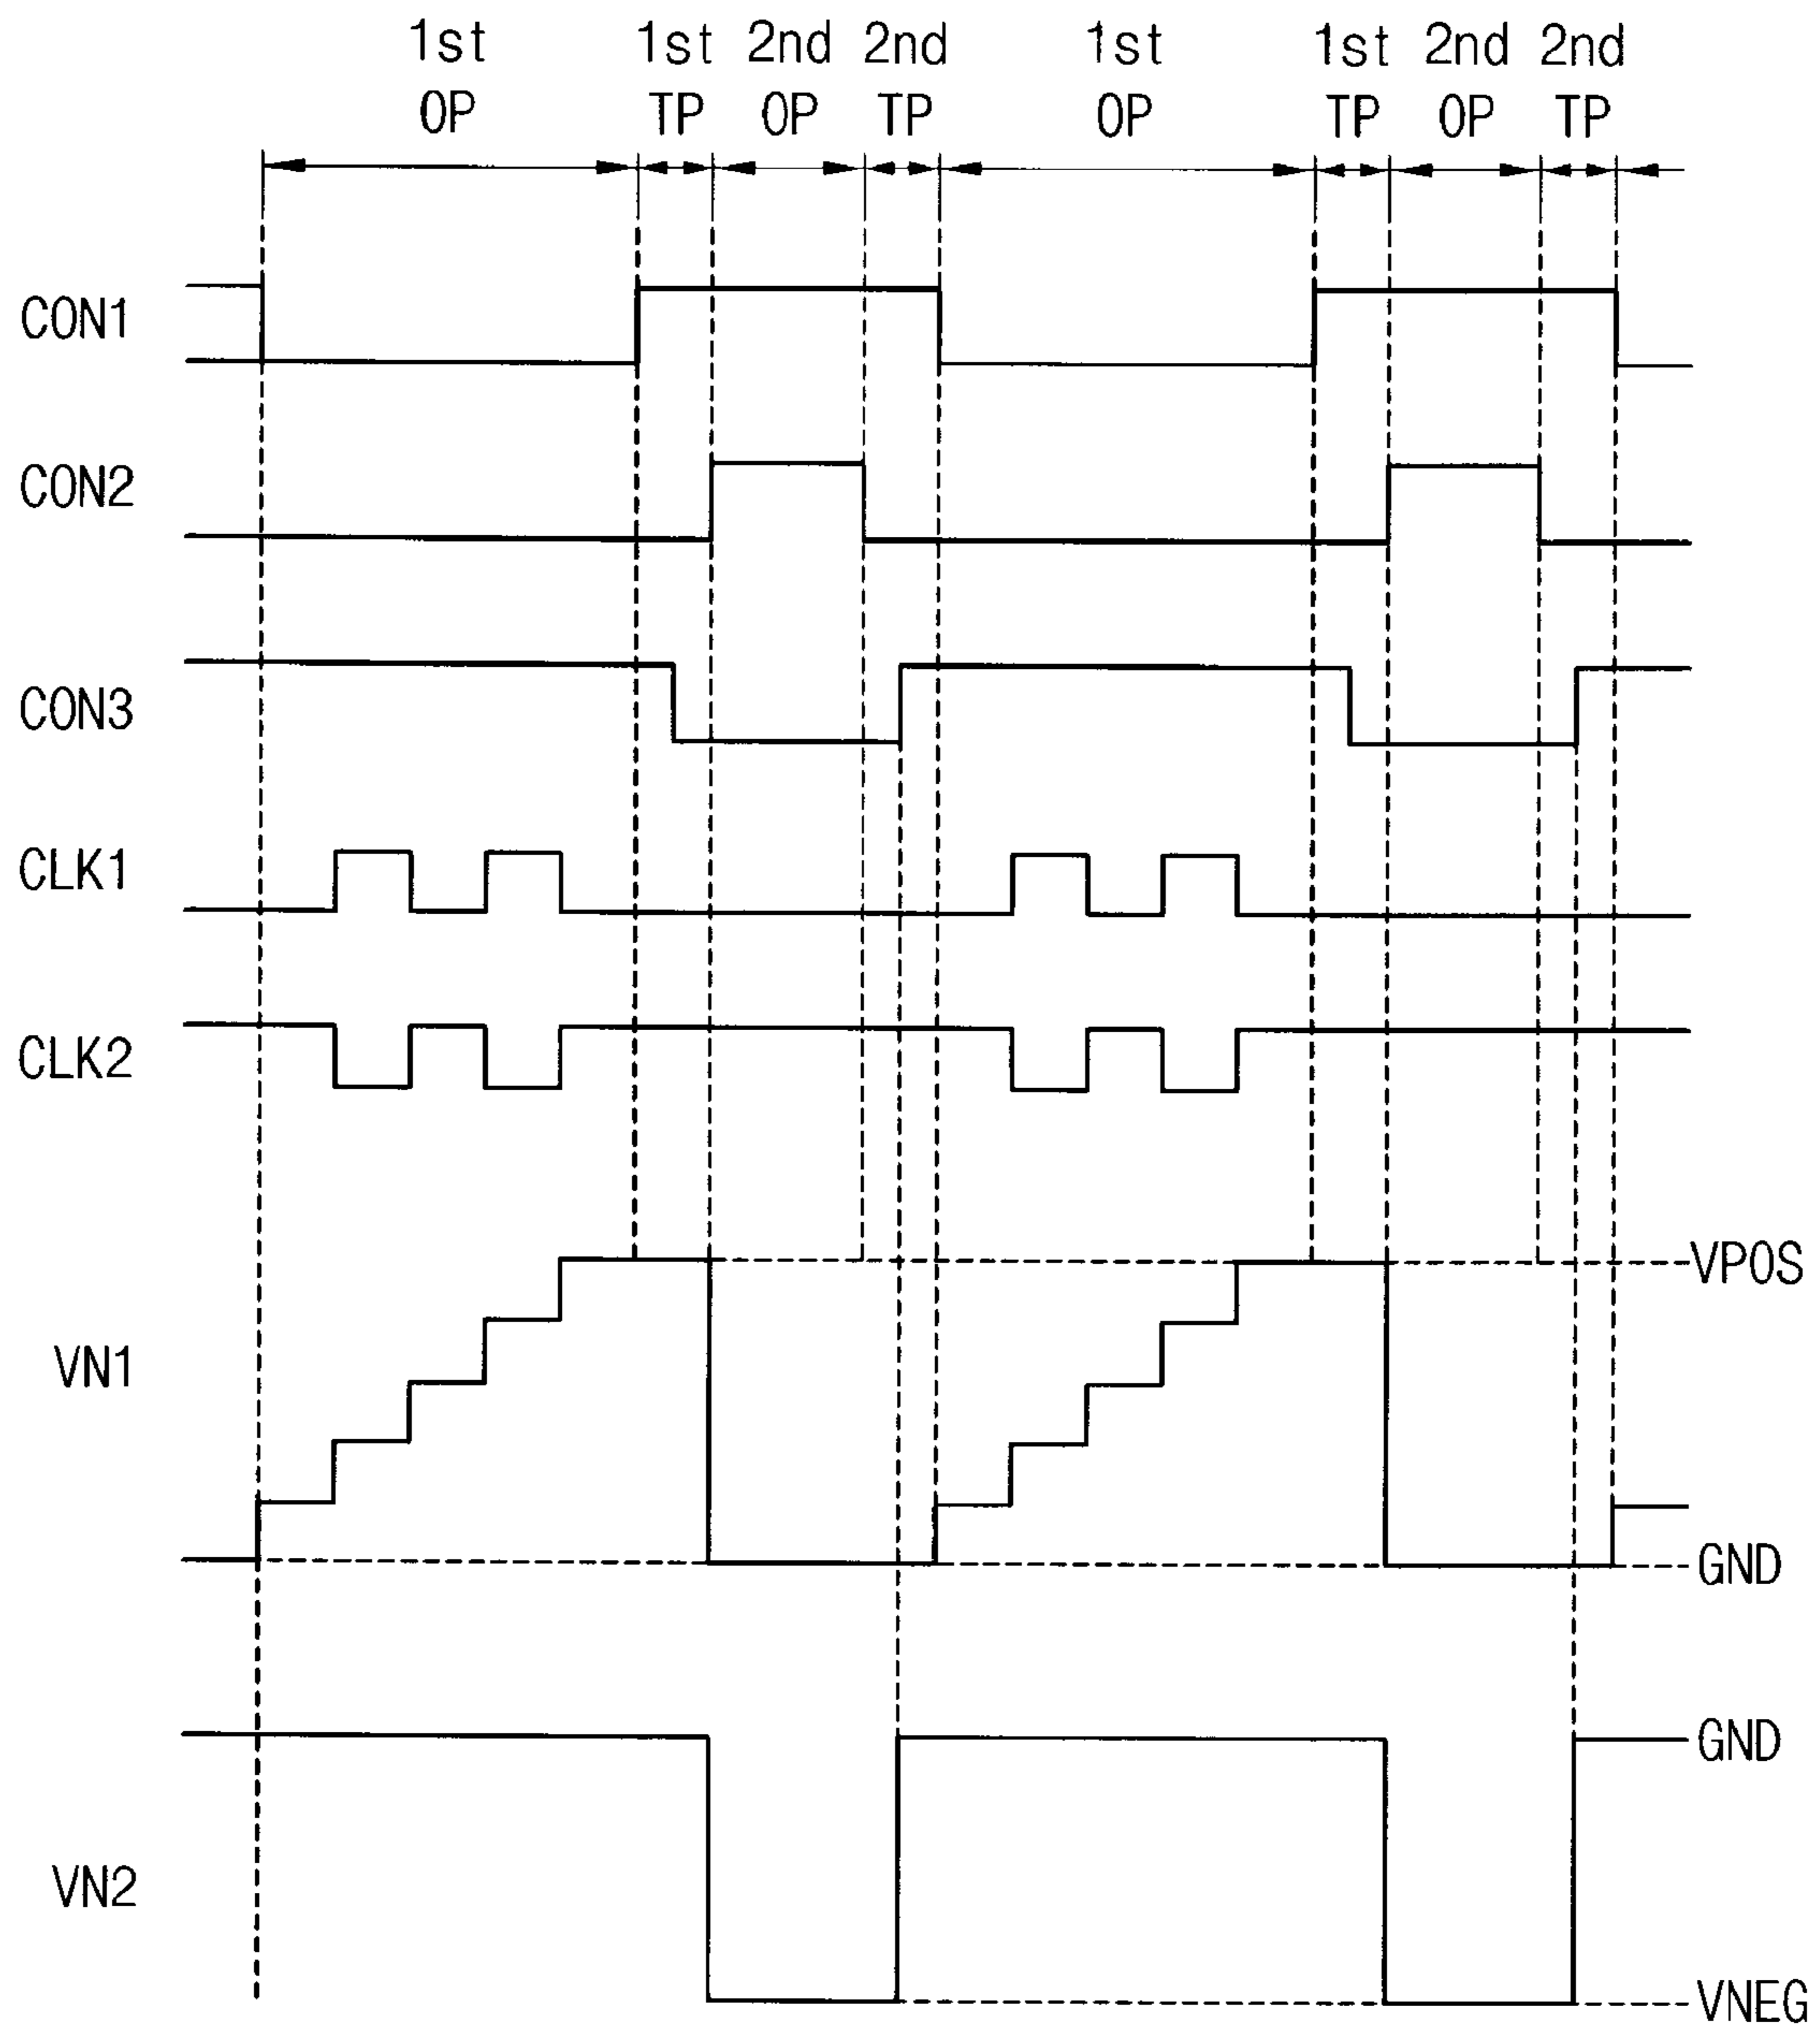 1st 1st 2nd 2nd 1st 1st 2nd 2nd
OP TP OP TP OP TP OP TP
CON1
CON2
CON3
CLK1
CLK2
VPOS
VN1
GND
GND
VN2
VNEG